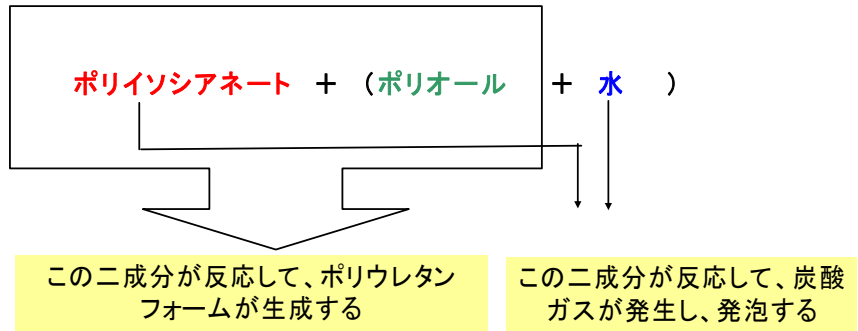 ポリイソシアネート + (ポリオール + 水 )
この二成分が反応して、ポリウレタン
フォームが生成する
この二成分が反応して、炭酸
ガスが発生し、発泡する